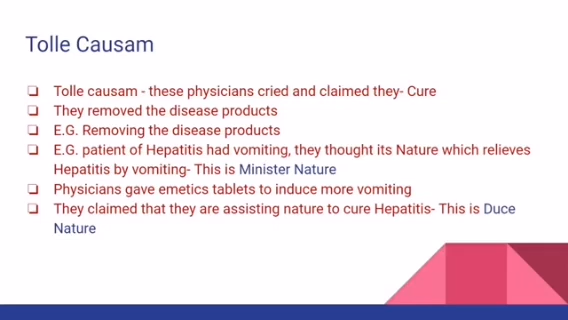 Tolle Causam
❏ Tolle causam - these physicians cried and claimed they- Cure
❏ They removed the disease products
❏ E.G. Removing the disease products
❏ E.G. patient of Hepatitis had vomiting, they thought its Nature which relieves
Hepatitis by vomiting- This is Minister Nature
❏ Physicians gave emetics tablets to induce more vomiting
❏ They claimed that they are assisting nature to cure Hepatitis- This is Duce
Nature